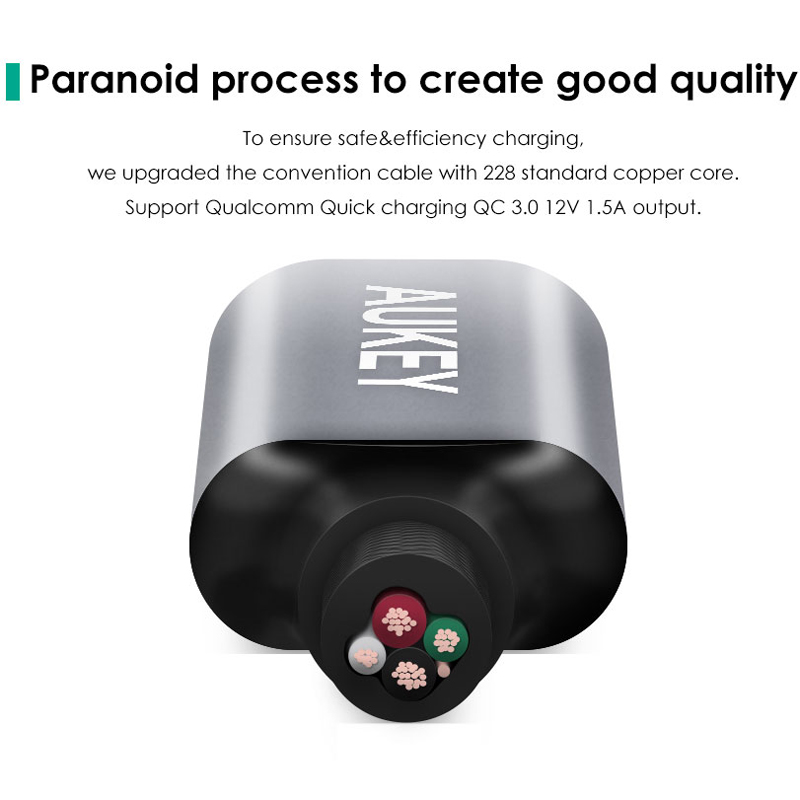 Paranoid process to create good quality
To ensure safe&efficiency charging,
we upgraded the convention cable with 228 standard copper core.
Support Qualcomm Quick charging QC 3.0 12V 1.5A output.
AUKEY